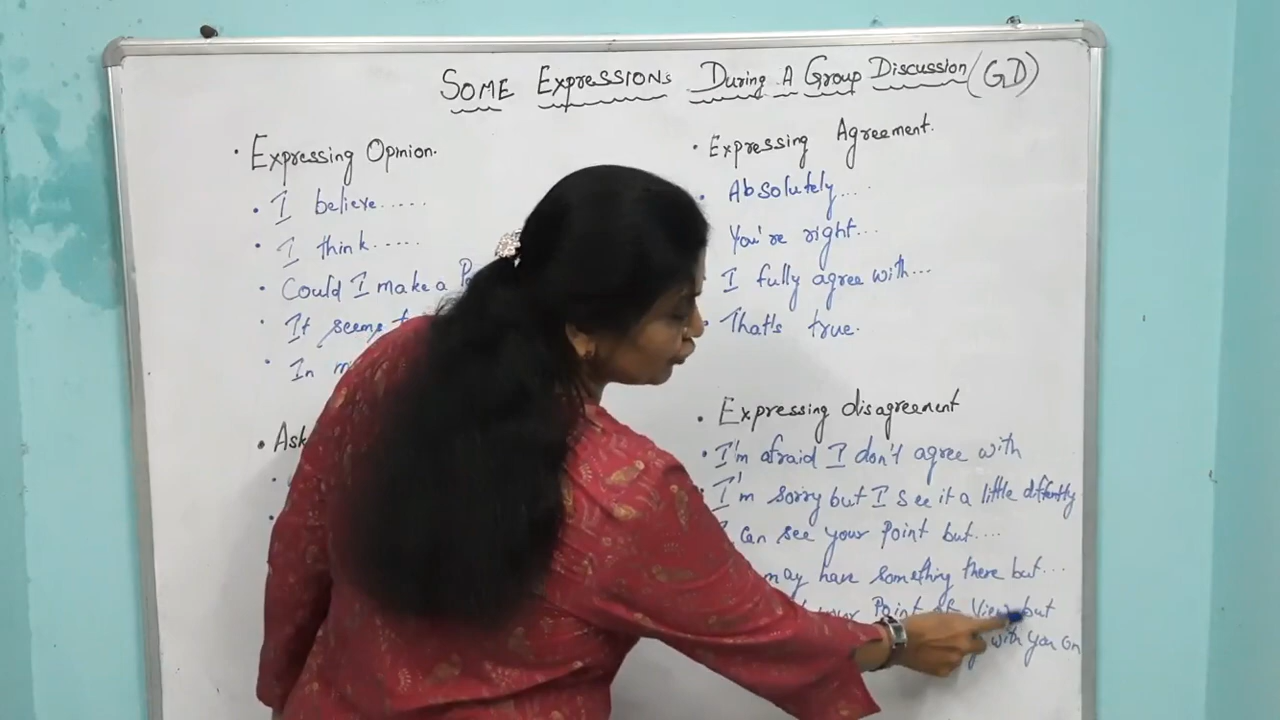 SOME EXPRESSIONS DURING A GROUP DISCUSSION (GD)
• Expressing Opinion.
• I believe.....
• I think.....
• Could I make a
• It seems
• In
• Ask
• Expressing Agreement.
• Absolutely....
You're right...
I fully agree with...
• That's true.
• Expressing disagreement
• I'm afraid I don't agree with
• I'm sorry but I see it a little diffently
I can see your Point but....
may have something there but...
your Point of View but
with you on